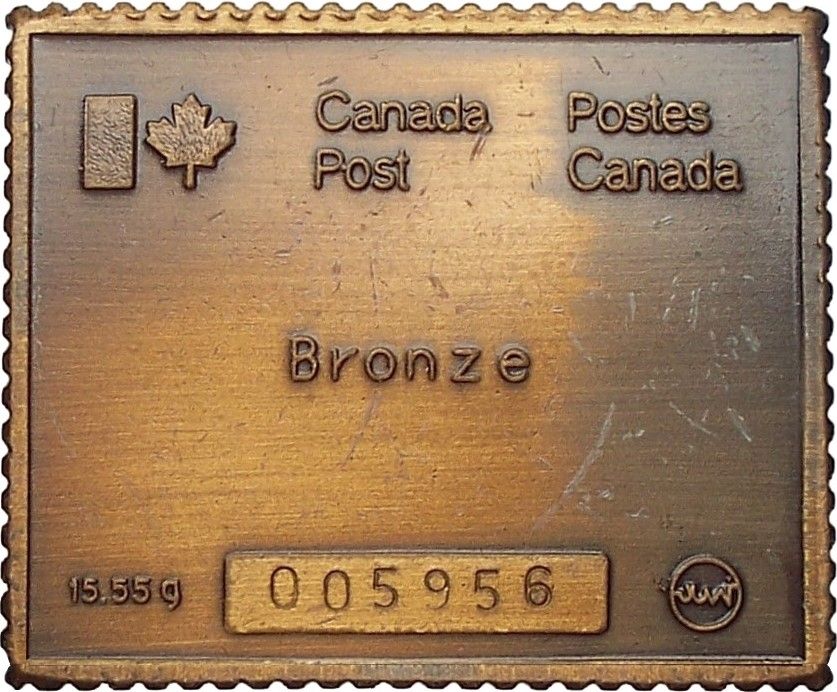 Canada Postes
Post Canada
Bronze
15.55 g 005956